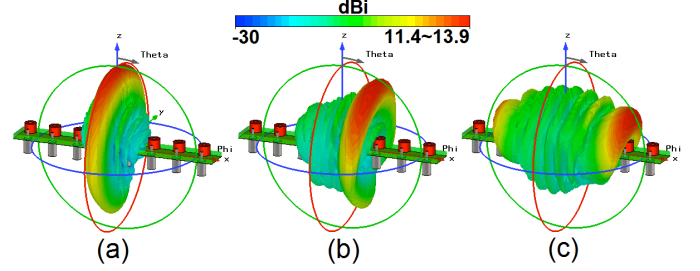 dBi
-30 11.4~13.9
z z z
Theta Theta Theta
y
Phi Phi Phi
x x x
(a) (b) (c)